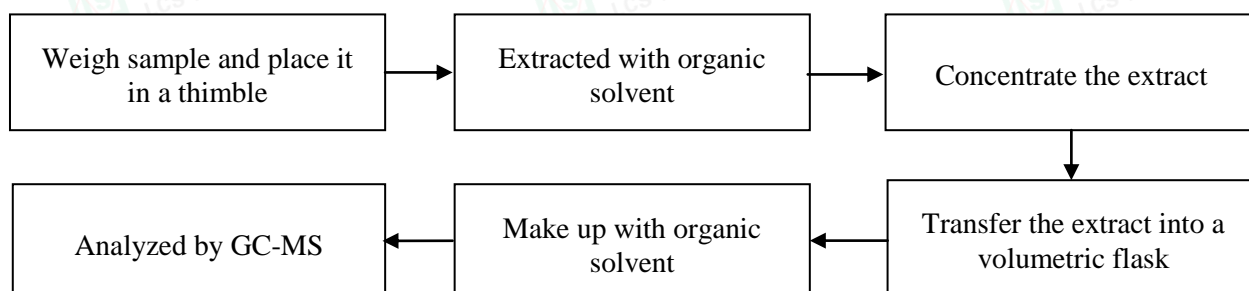 Weigh sample and place it
in a thimble
Extracted with organic
solvent
Concentrate the extract
Transfer the extract into a
volumetric flask
Make up with organic
solvent
Analyzed by GC-MS